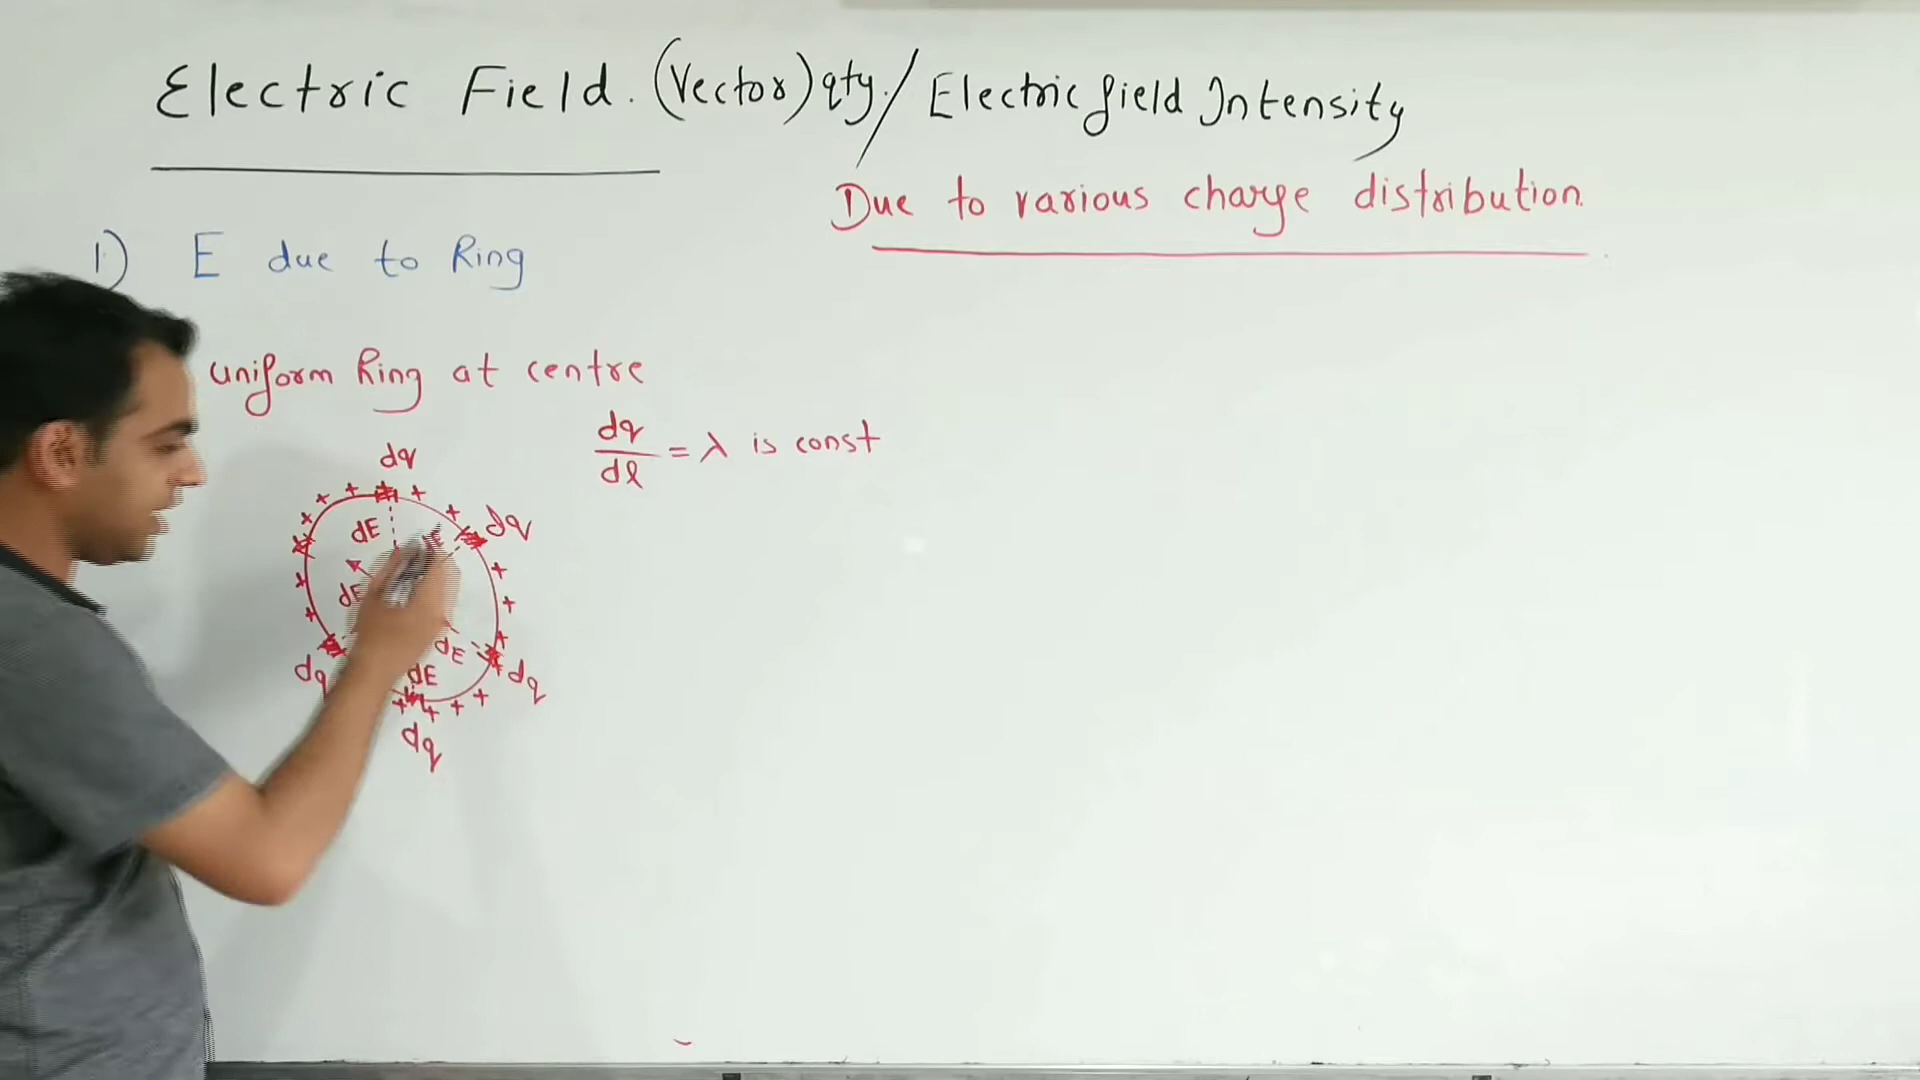 Electric Field. (Vector) qty. / Electric field Intensity
Due to various charge distribution.
1) E due to Ring
uniform Ring at centre
dq/dl = λ is const
dq
dq
dE
dE
dE
dE
dE
dq
dq
dq